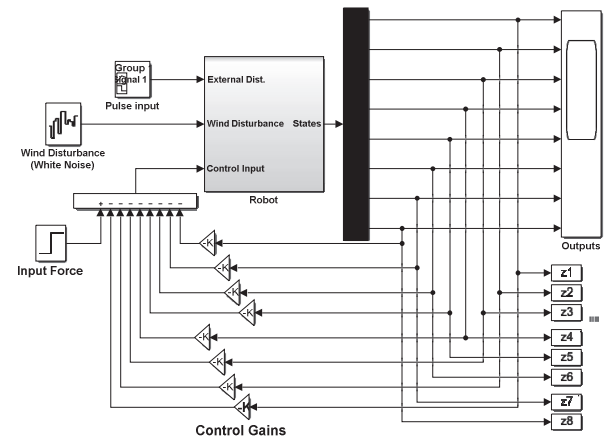 Group 1
Signal 1
Pulse input
External Dist.
Wind Disturbance
States
Control Input
Robot
Wind Disturbance
(White Noise)
+ - - - - - - - -
Input Force
-K
-K
-K
-K
-K
-K
-K
-K
Control Gains
Outputs
z1
z2
z3
z4
z5
z6
z7
z8